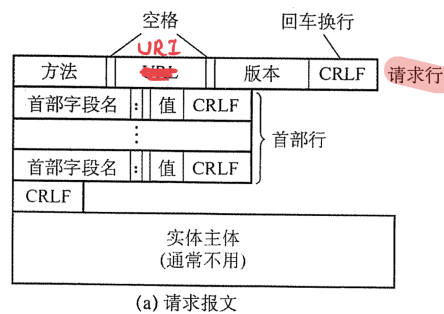 空格 回车换行
URI
方法 URL 版本 CRLF 请求行
首部字段名 : 值 CRLF
⋮ 首部行
首部字段名 : 值 CRLF
CRLF
实体主体
(通常不用)
(a) 请求报文